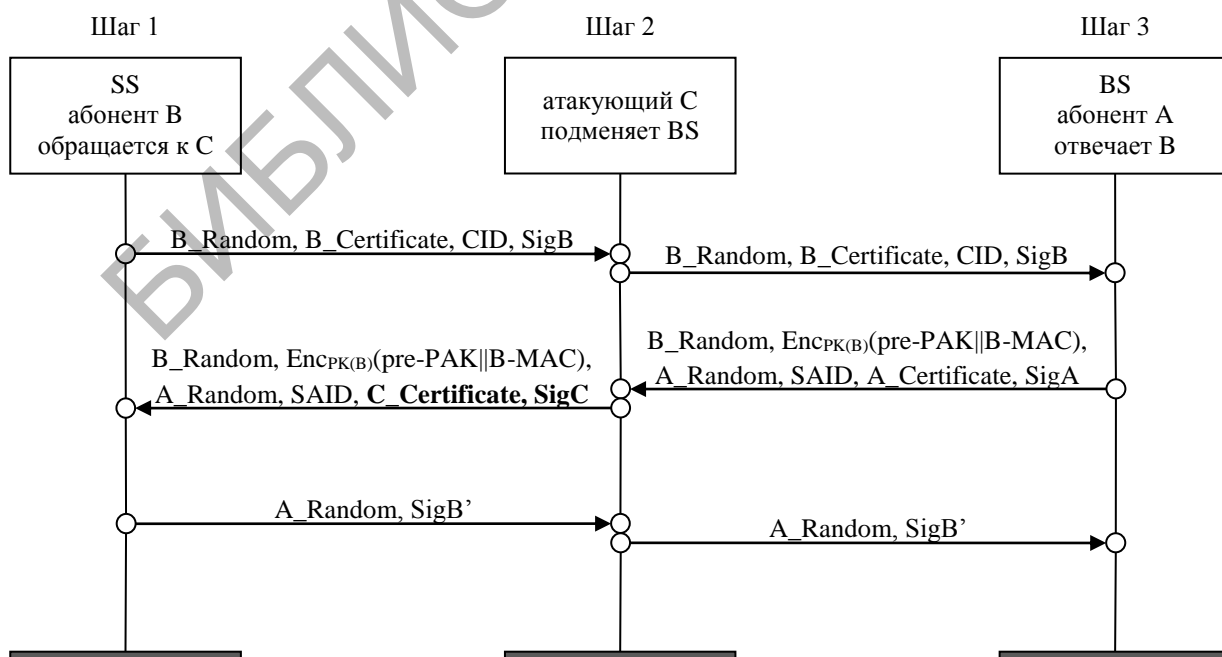 Шаг 1
Шаг 2
Шаг 3
SS
абонент B
обращается к C
атакующий C
подменяет BS
BS
абонент A
отвечает B
B_Random, B_Certificate, CID, SigB
B_Random, B_Certificate, CID, SigB
B_Random, Enc_PK(B)(pre-PAK||B-MAC),
A_Random, SAID, A_Certificate, SigA
B_Random, Enc_PK(B)(pre-PAK||B-MAC),
A_Random, SAID, C_Certificate, SigC
A_Random, SigB’
A_Random, SigB’